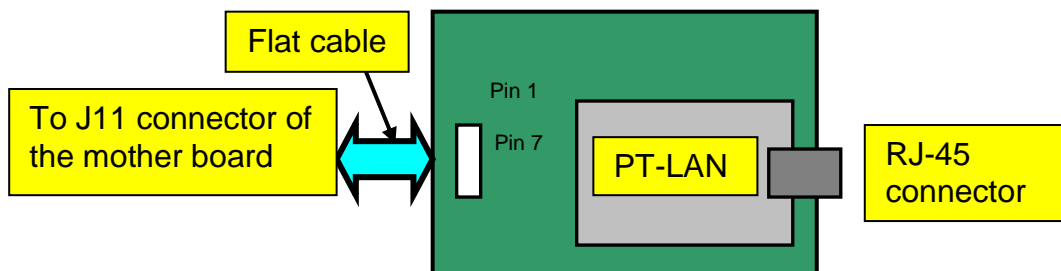 Flat cable
To J11 connector of
the mother board
Pin 1
Pin 7
PT-LAN
RJ-45
connector